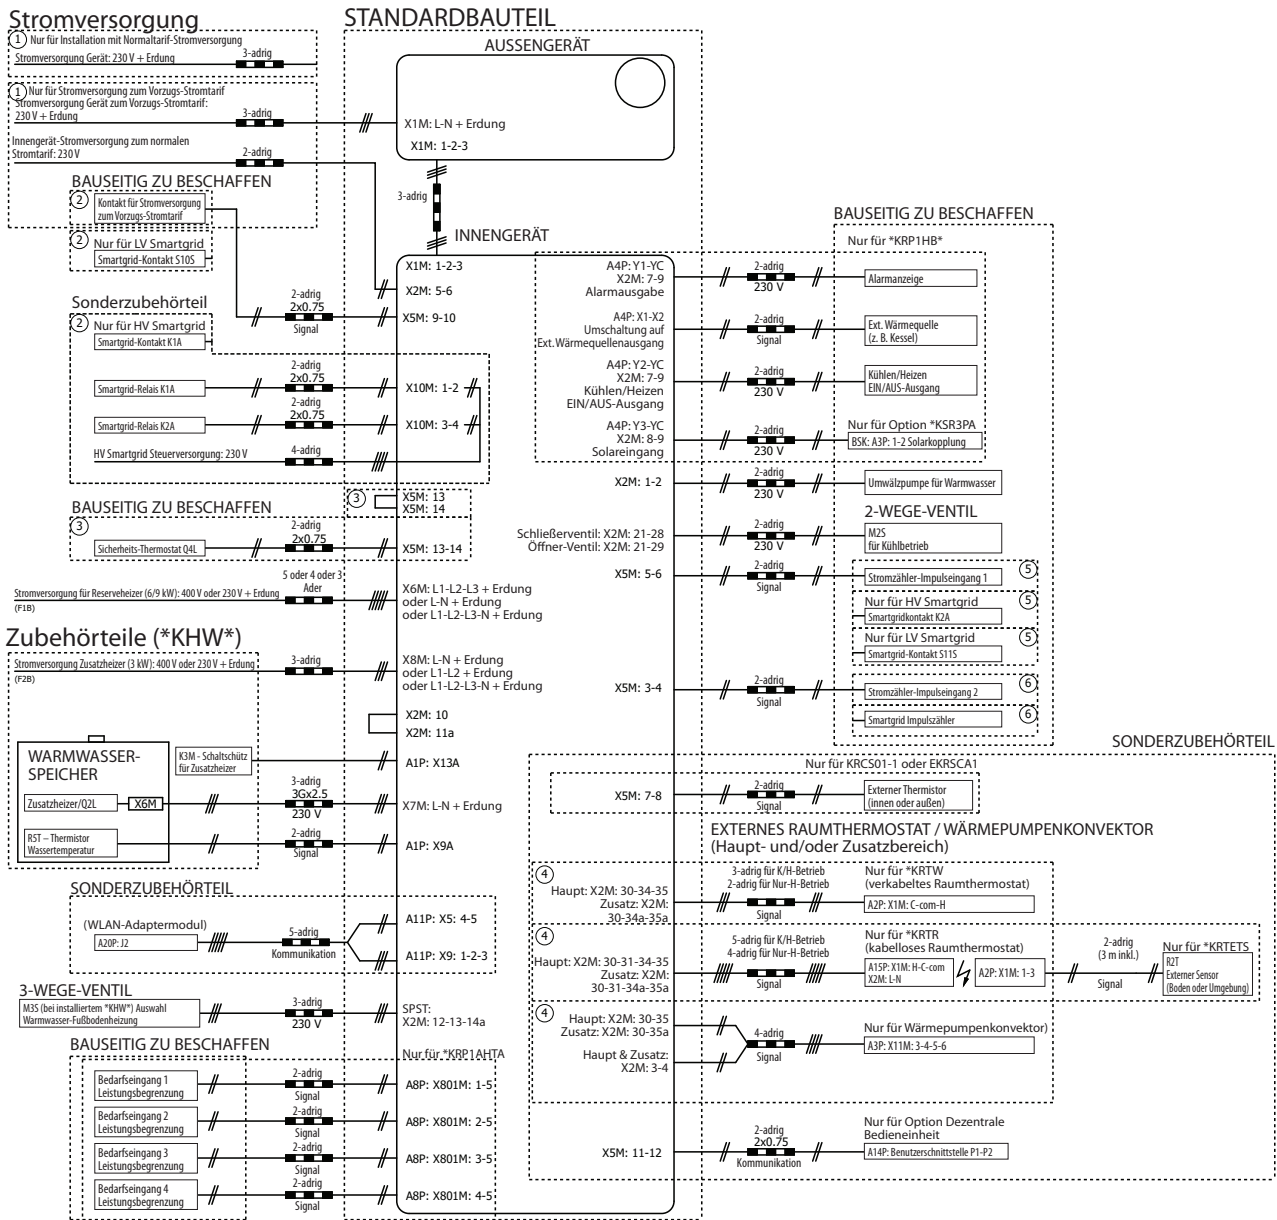 Stromversorgung
1 Nur für Installation mit Normaltarif-Stromversorgung
Stromversorgung Gerät: 230 V + Erdung
3-adrig
1 Nur für Stromversorgung zum Vorzugs-Stromtarif
Stromversorgung Gerät zum Vorzugs-Stromtarif:
230 V + Erdung
3-adrig
Innengerät-Stromversorgung zum normalen
Stromtarif: 230 V
2-adrig
BAUSEITIG ZU BESCHAFFEN
2 Kontakt für Stromversorgung
zum Vorzugs-Stromtarif
2 Nur für LV Smartgrid
Smartgrid-Kontakt S10S
Sonderzubehörteil
2 Nur für HV Smartgrid
Smartgrid-Kontakt K1A
2-adrig
2x0.75
Signal
Smartgrid-Relais K1A
2-adrig
2x0.75
Smartgrid-Relais K2A
2-adrig
2x0.75
HV Smartgrid Steuerversorgung: 230 V
4-adrig
BAUSEITIG ZU BESCHAFFEN
3
Sicherheits-Thermostat Q4L
2-adrig
2x0.75
Stromversorgung für Reserveheizer (6/9 kW): 400 V oder 230 V + Erdung
(F1B)
5 oder 4 oder 3
Ader
Zubehörteile (*KHW*)
Stromversorgung Zusatzheizer (3 kW): 400 V oder 230 V + Erdung
(F2B)
3-adrig
WARMWASSER-
SPEICHER
K3M - Schaltschütz
für Zusatzheizer
Zusatzheizer/Q2L
X6M
3-adrig
3Gx2.5
230 V
R5T – Thermistor
Wassertemperatur
2-adrig
Signal
SONDERZUBEHÖRTEIL
(WLAN-Adaptermodul)
A20P: J2
5-adrig
Kommunikation
3-WEGE-VENTIL
M3S (bei installiertem *KHW*) Auswahl
Warmwasser-Fußbodenheizung
3-adrig
230 V
BAUSEITIG ZU BESCHAFFEN
Bedarfseingang 1
Leistungsbegrenzung
2-adrig
Signal
Bedarfseingang 2
Leistungsbegrenzung
2-adrig
Signal
Bedarfseingang 3
Leistungsbegrenzung
2-adrig
Signal
Bedarfseingang 4
Leistungsbegrenzung
2-adrig
Signal
STANDARDBAUTEIL
AUSSENGERÄT
X1M: L-N + Erdung
X1M: 1-2-3
3-adrig
INNENGERÄT
X1M: 1-2-3
X2M: 5-6
X5M: 9-10
X10M: 1-2
X10M: 3-4
3
X5M: 13
X5M: 14
X5M: 13-14
X6M: L1-L2-L3 + Erdung
oder L-N + Erdung
oder L1-L2-L3-N + Erdung
X8M: L-N + Erdung
oder L1-L2 + Erdung
oder L1-L2-L3-N + Erdung
X2M: 10
X2M: 11a
A1P: X13A
X7M: L-N + Erdung
A1P: X9A
A11P: X5: 4-5
A11P: X9: 1-2-3
SPST:
X2M: 12-13-14a
Nur für *KRP1AHTA
A8P: X801M: 1-5
A8P: X801M: 2-5
A8P: X801M: 3-5
A8P: X801M: 4-5
BAUSEITIG ZU BESCHAFFEN
Nur für *KRP1HB*
A4P: Y1-YC
X2M: 7-9
Alarmausgabe
2-adrig
230 V
Alarmanzeige
A4P: X1-X2
Umschaltung auf
Ext.Wärmequellenausgang
2-adrig
Signal
Ext. Wärmequelle
(z. B. Kessel)
A4P: Y2-YC
X2M: 7-9
Kühlen/Heizen
EIN/AUS-Ausgang
2-adrig
230 V
Kühlen/Heizen
EIN/AUS-Ausgang
A4P: Y3-YC
X2M: 8-9
Solareingang
2-adrig
230 V
Nur für Option *KSR3PA
BSK: A3P: 1-2 Solarkopplung
X2M: 1-2
2-adrig
230 V
Umwälzpumpe für Warmwasser
2-WEGE-VENTIL
Schließerventil: X2M: 21-28
Öffner-Ventil: X2M: 21-29
2-adrig
230 V
M2S
für Kühlbetrieb
X5M: 5-6
2-adrig
Signal
Stromzähler-Impulseingang 1
5
Nur für HV Smartgrid
5
Smartgridkontakt K2A
Nur für LV Smartgrid
5
Smartgrid-Kontakt S11S
X5M: 3-4
2-adrig
Signal
Stromzähler-Impulseingang 2
6
Smartgrid Impulszähler
6
SONDERZUBEHÖRTEIL
Nur für KRCS01-1 oder EKRSCA1
X5M: 7-8
2-adrig
Signal
Externer Thermistor
(innen oder außen)
EXTERNES RAUMTHERMOSTAT / WÄRMEPUMPENKONVEKTOR
(Haupt- und/oder Zusatzbereich)
4
Haupt: X2M: 30-34-35
Zusatz: X2M:
30-34a-35a
3-adrig für K/H-Betrieb
2-adrig für Nur-H-Betrieb
Signal
Nur für *KRTW
(verkabeltes Raumthermostat)
A2P: X1M: C-com-H
4
Haupt: X2M: 30-31-34-35
Zusatz: X2M:
30-31-34a-35a
5-adrig für K/H-Betrieb
4-adrig für Nur-H-Betrieb
Signal
Nur für *KRTR
(kabelloses Raumthermostat)
A15P: X1M: H-C-com
X2M: L-N
A2P: X1M: 1-3
2-adrig
(3 m inkl.)
Signal
Nur für *KRTETS
R2T
Externer Sensor
(Boden oder Umgebung)
4
Haupt: X2M: 30-35
Zusatz: X2M: 30-35a
Haupt & Zusatz:
X2M: 3-4
4-adrig
Signal
Nur für Wärmepumpenkonvektor)
A3P: X11M: 3-4-5-6
X5M: 11-12
2-adrig
2x0.75
Kommunikation
Nur für Option Dezentrale
Bedieneinheit
A14P: Benutzerschnittstelle P1-P2